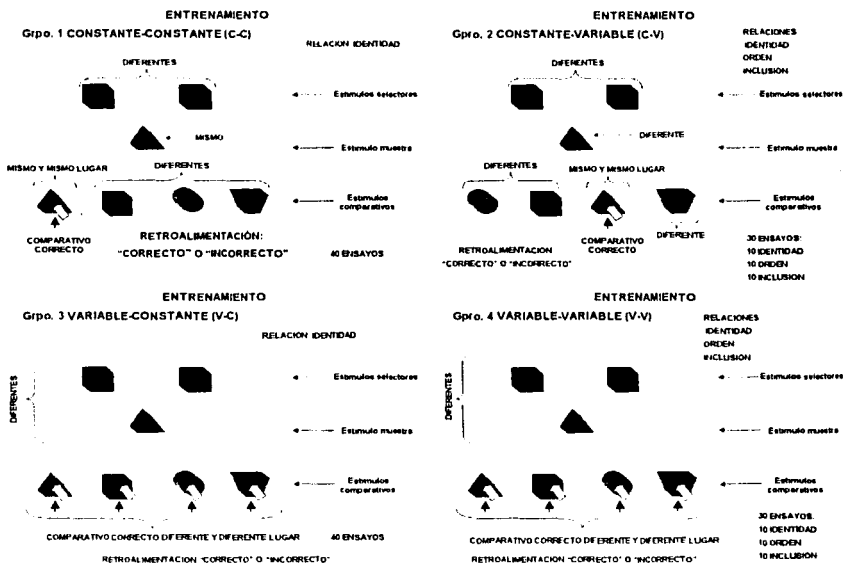 ENTRENAMIENTO
Grpo. 1 CONSTANTE-CONSTANTE (C-C)
RELACION IDENTIDAD
DIFERENTES
Estimulos selectores
MISMO
Estimulo muestra
MISMO Y MISMO LUGAR
DIFERENTES
Estimulos
comparativos
COMPARATIVO
CORRECTO
RETROALIMENTACIÓN:
"CORRECTO" O "INCORRECTO"
40 ENSAYOS
ENTRENAMIENTO
Gpro. 2 CONSTANTE-VARIABLE (C-V)
RELACIONES
IDENTIDAD
ORDEN
INCLUSION
DIFERENTES
Estimulos selectores
DIFERENTE
Estimulo muestra
DIFERENTES
MISMO Y MISMO LUGAR
Estimulos
comparativos
DIFERENTE
COMPARATIVO
CORRECTO
RETROALIMENTACION
"CORRECTO" O "INCORRECTO"
30 ENSAYOS:
10 IDENTIDAD
10 ORDEN
10 INCLUSION
ENTRENAMIENTO
Grpo. 3 VARIABLE-CONSTANTE (V-C)
RELACION IDENTIDAD
DIFERENTES
Estimulos selectores
Estimulo muestra
Estimulos
comparativos
COMPARATIVO CORRECTO DIFERENTE Y DIFERENTE LUGAR
40 ENSAYOS
RETROALIMENTACION "CORRECTO" O "INCORRECTO"
ENTRENAMIENTO
Gpro. 4 VARIABLE-VARIABLE (V-V)
RELACIONES
IDENTIDAD
ORDEN
INCLUSION
DIFERENTES
Estimulos selectores
Estimulo muestra
Estimulos
comparativos
COMPARATIVO CORRECTO DIFERENTE Y DIFERENTE LUGAR
RETROALIMENTACION "CORRECTO" O "INCORRECTO"
30 ENSAYOS:
10 IDENTIDAD
10 ORDEN
10 INCLUSION